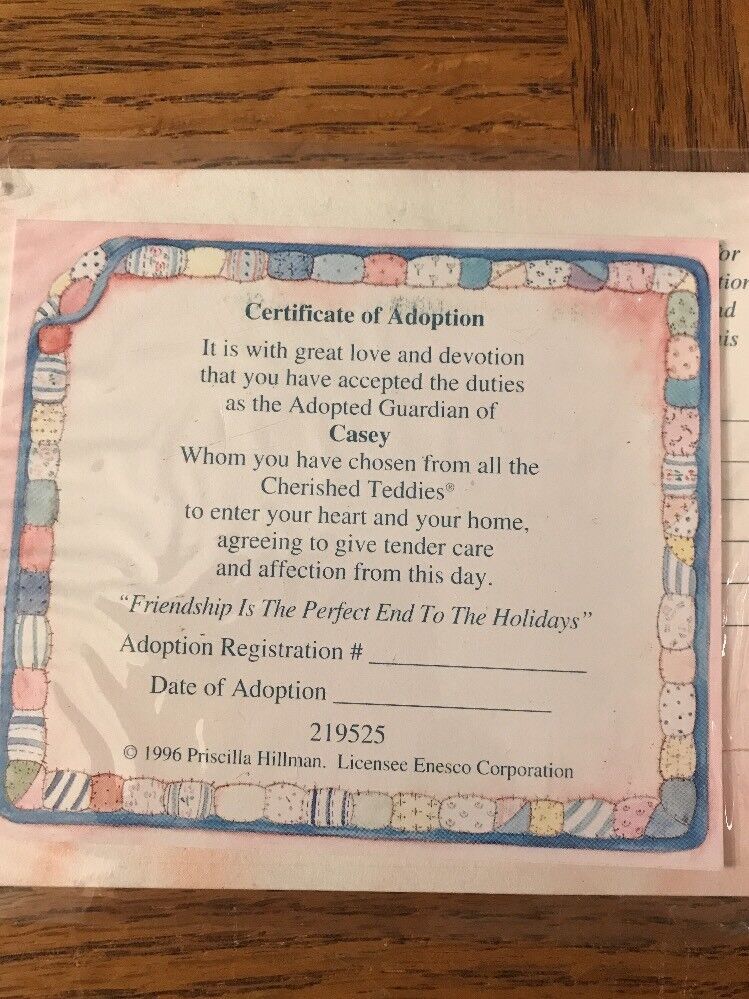 Certificate of Adoption
It is with great love and devotion
that you have accepted the duties
as the Adopted Guardian of
Casey
Whom you have chosen from all the
Cherished Teddies®
to enter your heart and your home,
agreeing to give tender care
and affection from this day.
“Friendship Is The Perfect End To The Holidays”
Adoption Registration #
Date of Adoption
219525
© 1996 Priscilla Hillman. Licensee Enesco Corporation